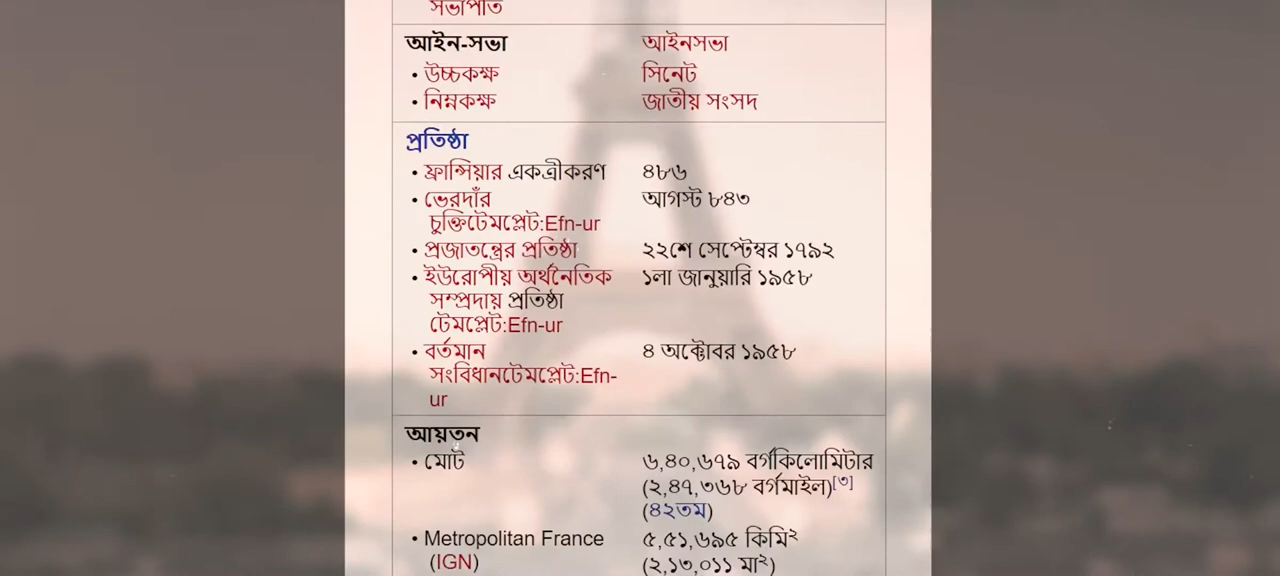 সভাপতি
আইন-সভা আইনসভা
• উচ্চকক্ষ সিনেট
• নিম্নকক্ষ জাতীয় সংসদ
প্রতিষ্ঠা
• ফ্রান্সিয়ার একত্রীকরণ ৪৮৬
• ভেরদাঁর আগস্ট ৮৪৩
চুক্তিটেমপ্লেট:Efn-ur
• প্রজাতন্ত্রের প্রতিষ্ঠা ২২শে সেপ্টেম্বর ১৭৯২
• ইউরোপীয় অর্থনৈতিক ১লা জানুয়ারি ১৯৫৮
সম্প্রদায় প্রতিষ্ঠা
টেমপ্লেট:Efn-ur
• বর্তমান ৪ অক্টোবর ১৯৫৮
সংবিধানটেমপ্লেট:Efn-
ur
আয়তন
• মোট ৬,৪০,৬৭৯ বর্গকিলোমিটার
(২,৪৭,৩৬৮ বর্গমাইল)[৩]
(৪২তম)
• Metropolitan France ৫,৫১,৬৯৫ কিমি²
(IGN) (২,১৩,০১১ মা²)